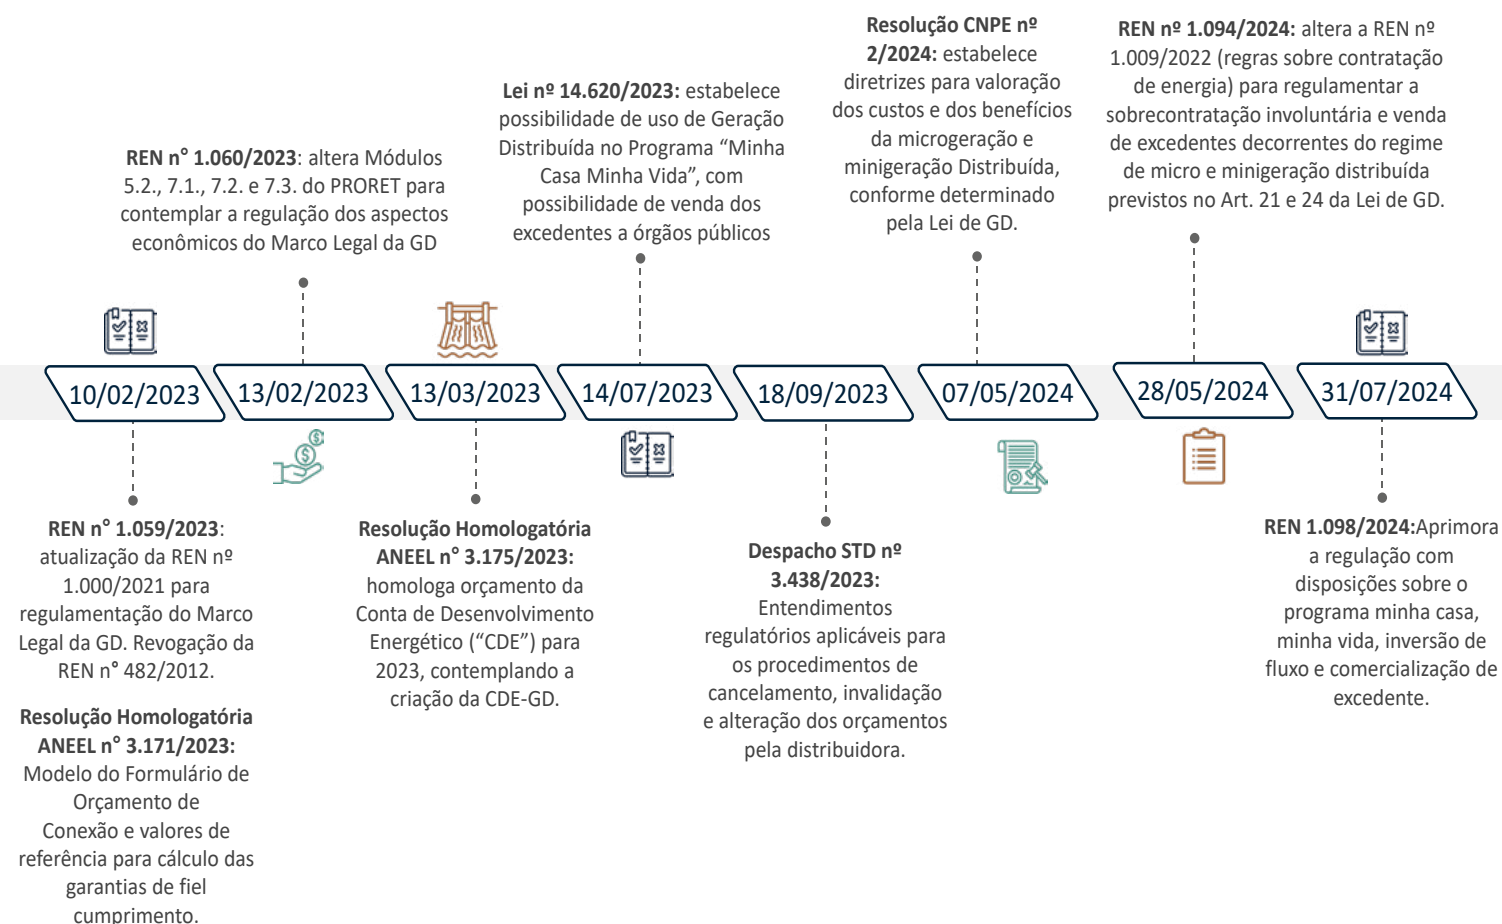 REN n° 1.060/2023: altera Módulos
5.2., 7.1., 7.2. e 7.3. do PRORET para
contemplar a regulação dos aspectos
econômicos do Marco Legal da GD
Lei nº 14.620/2023: estabelece
possibilidade de uso de Geração
Distribuída no Programa “Minha
Casa Minha Vida”, com
possibilidade de venda dos
excedentes a órgãos públicos
Resolução CNPE nº
2/2024: estabelece
diretrizes para valoração
dos custos e dos benefícios
da microgeração e
minigeração Distribuída,
conforme determinado
pela Lei de GD.
REN nº 1.094/2024: altera a REN nº
1.009/2022 (regras sobre contratação
de energia) para regulamentar a
sobrecontratação involuntária e venda
de excedentes decorrentes do regime
de micro e minigeração distribuída
previstos no Art. 21 e 24 da Lei de GD.
10/02/2023
13/02/2023
13/03/2023
14/07/2023
18/09/2023
07/05/2024
28/05/2024
31/07/2024
REN n° 1.059/2023:
atualização da REN nº
1.000/2021 para
regulamentação do Marco
Legal da GD. Revogação da
REN n° 482/2012.
Resolução Homologatória
ANEEL n° 3.171/2023:
Modelo do Formulário de
Orçamento de
Conexão e valores de
referência para cálculo das
garantias de fiel
cumprimento.
Resolução Homologatória
ANEEL n° 3.175/2023:
homologa orçamento da
Conta de Desenvolvimento
Energético (“CDE”) para
2023, contemplando a
criação da CDE-GD.
Despacho STD nº
3.438/2023:
Entendimentos
regulatórios aplicáveis para
os procedimentos de
cancelamento, invalidação
e alteração dos orçamentos
pela distribuidora.
REN 1.098/2024:Aprimora
a regulação com
disposições sobre o
programa minha casa,
minha vida, inversão de
fluxo e comercialização de
excedente.